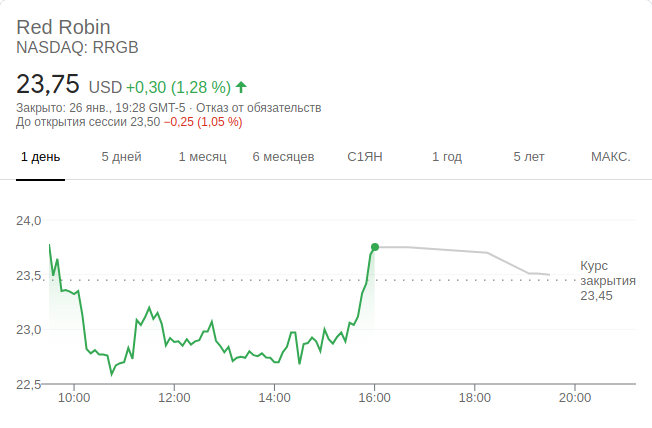 Red Robin
NASDAQ: RRGB
23,75 USD +0,30 (1,28 %)
Закрыто: 26 янв., 19:28 GMT-5 · Отказ от обязательств
До открытия сессии 23,50 −0,25 (1,05 %)
1 день 5 дней 1 месяц 6 месяцев С1ЯН 1 год 5 лет МАКС.
24,0
23,5
23,0
22,5
Курс
закрытия
23,45
10:00 12:00 14:00 16:00 18:00 20:00